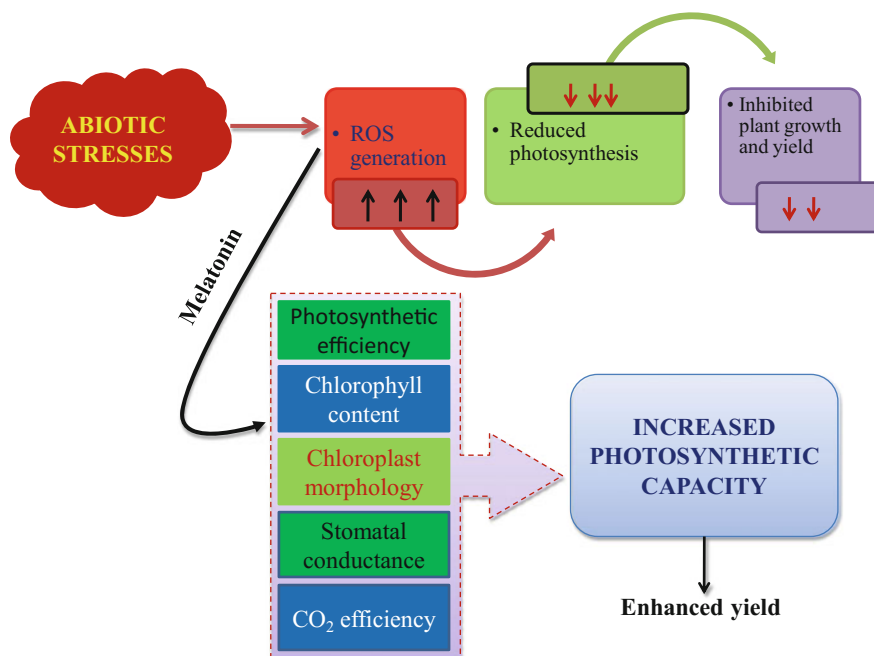 ABIOTIC
STRESSES
• ROS
generation
• Reduced
photosynthesis
• Inhibited
plant growth
and yield
Melatonin
Photosynthetic
efficiency
Chlorophyll
content
Chloroplast
morphology
Stomatal
conductance
CO₂ efficiency
INCREASED
PHOTOSYNTHETIC
CAPACITY
Enhanced yield